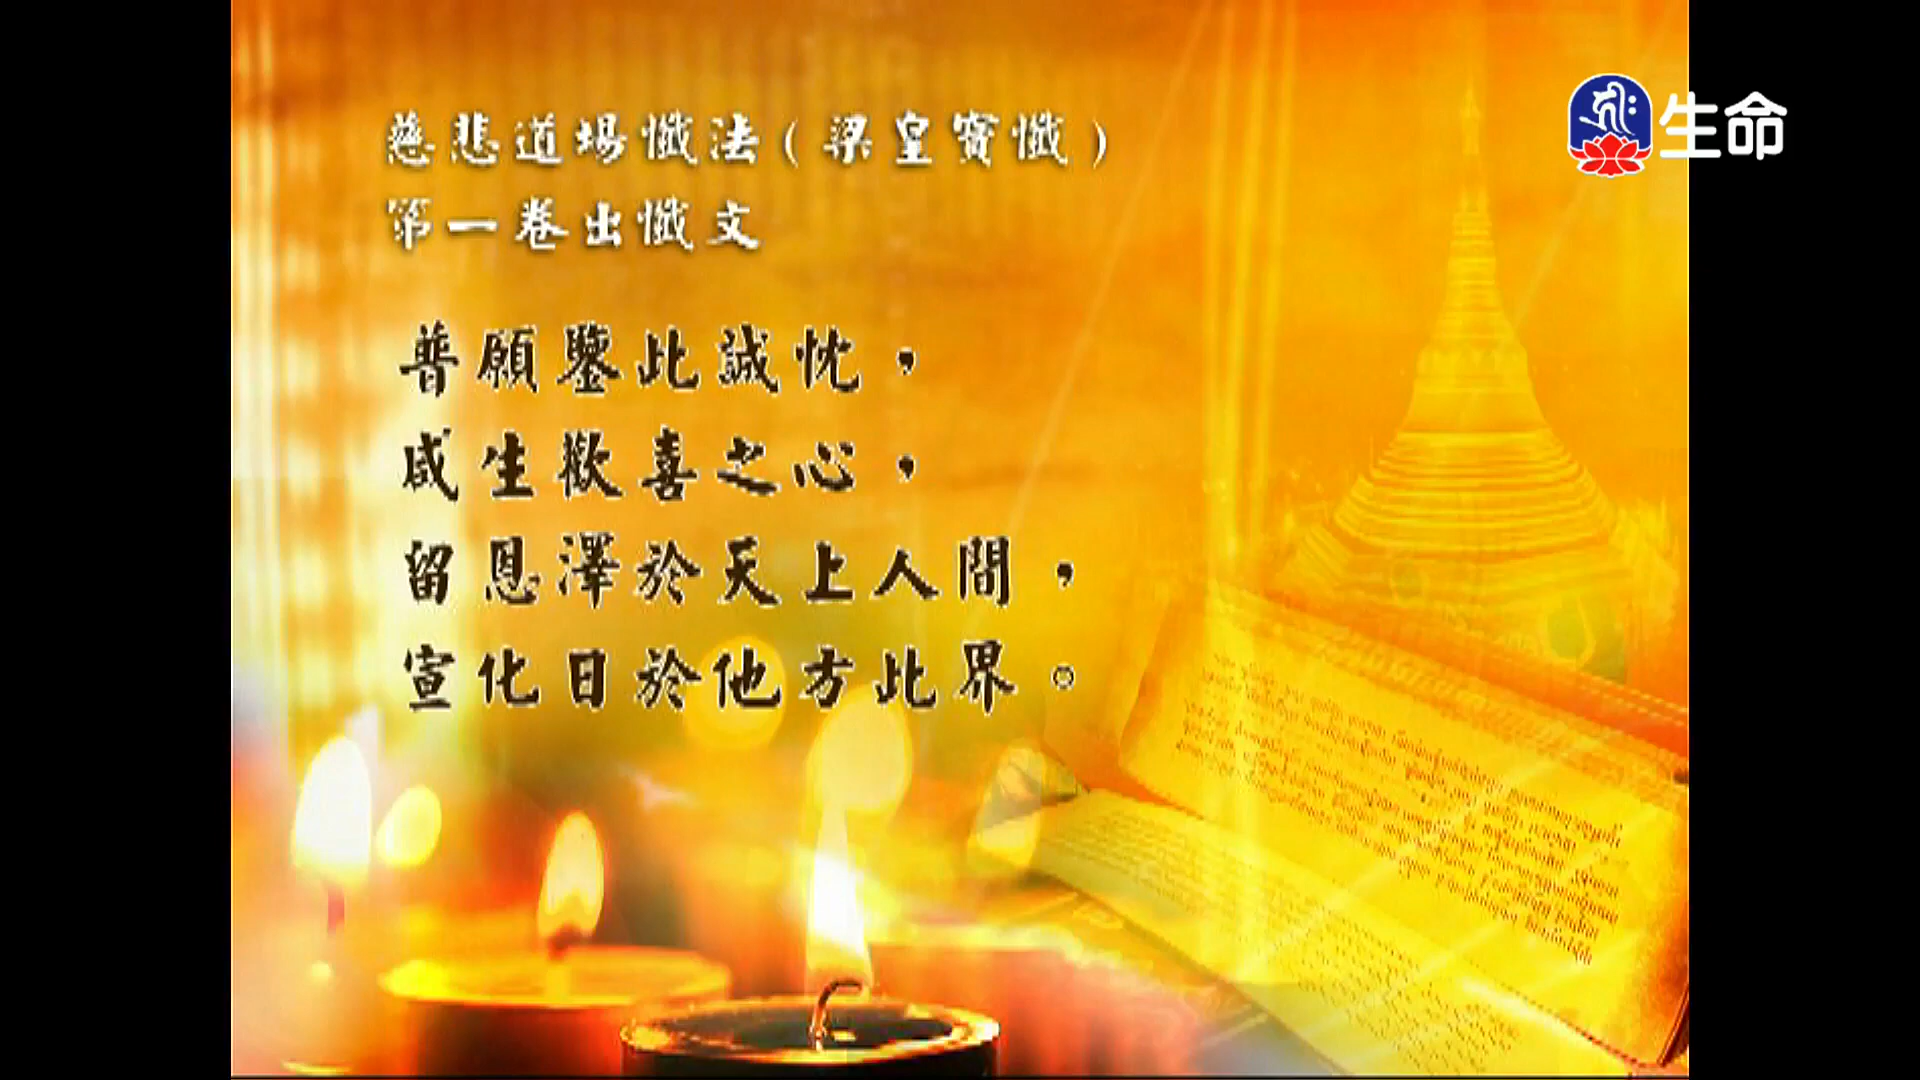 慈悲道場懺法(梁皇寶懺)
第一卷出懺文
生命
普願鑒此誠忱，
咸生歡喜之心，
留恩澤於天上人間，
宣化日於他方此界。